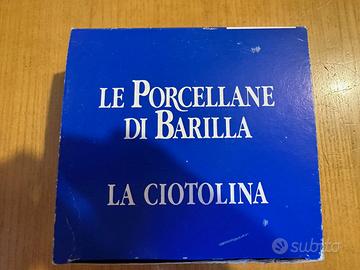 LE PORCELLANE
DI BARILLA
LA CIOTOLINA
subito